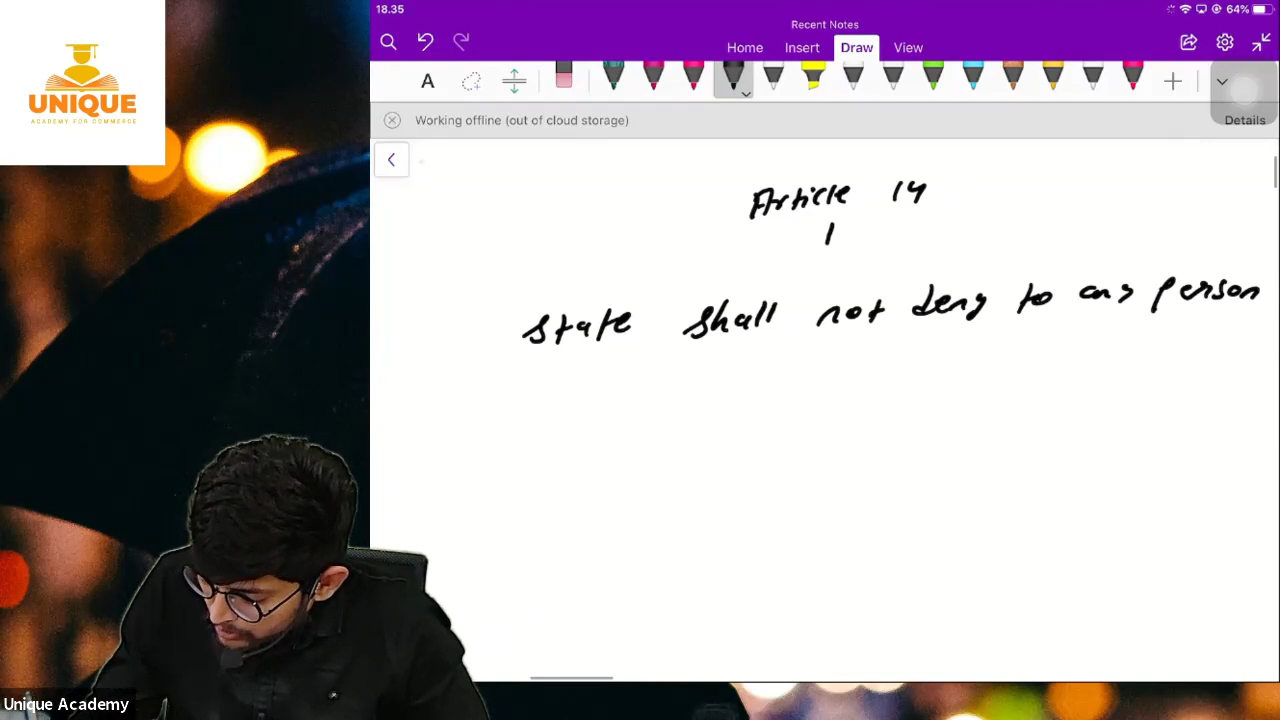 UNIQUE
ACADEMY FOR COMMERCE
18.35
64%
Recent Notes
Home Insert Draw View
A
Working offline (out of cloud storage)
Details
Article 14
state shall not deny to any person
Unique Academy